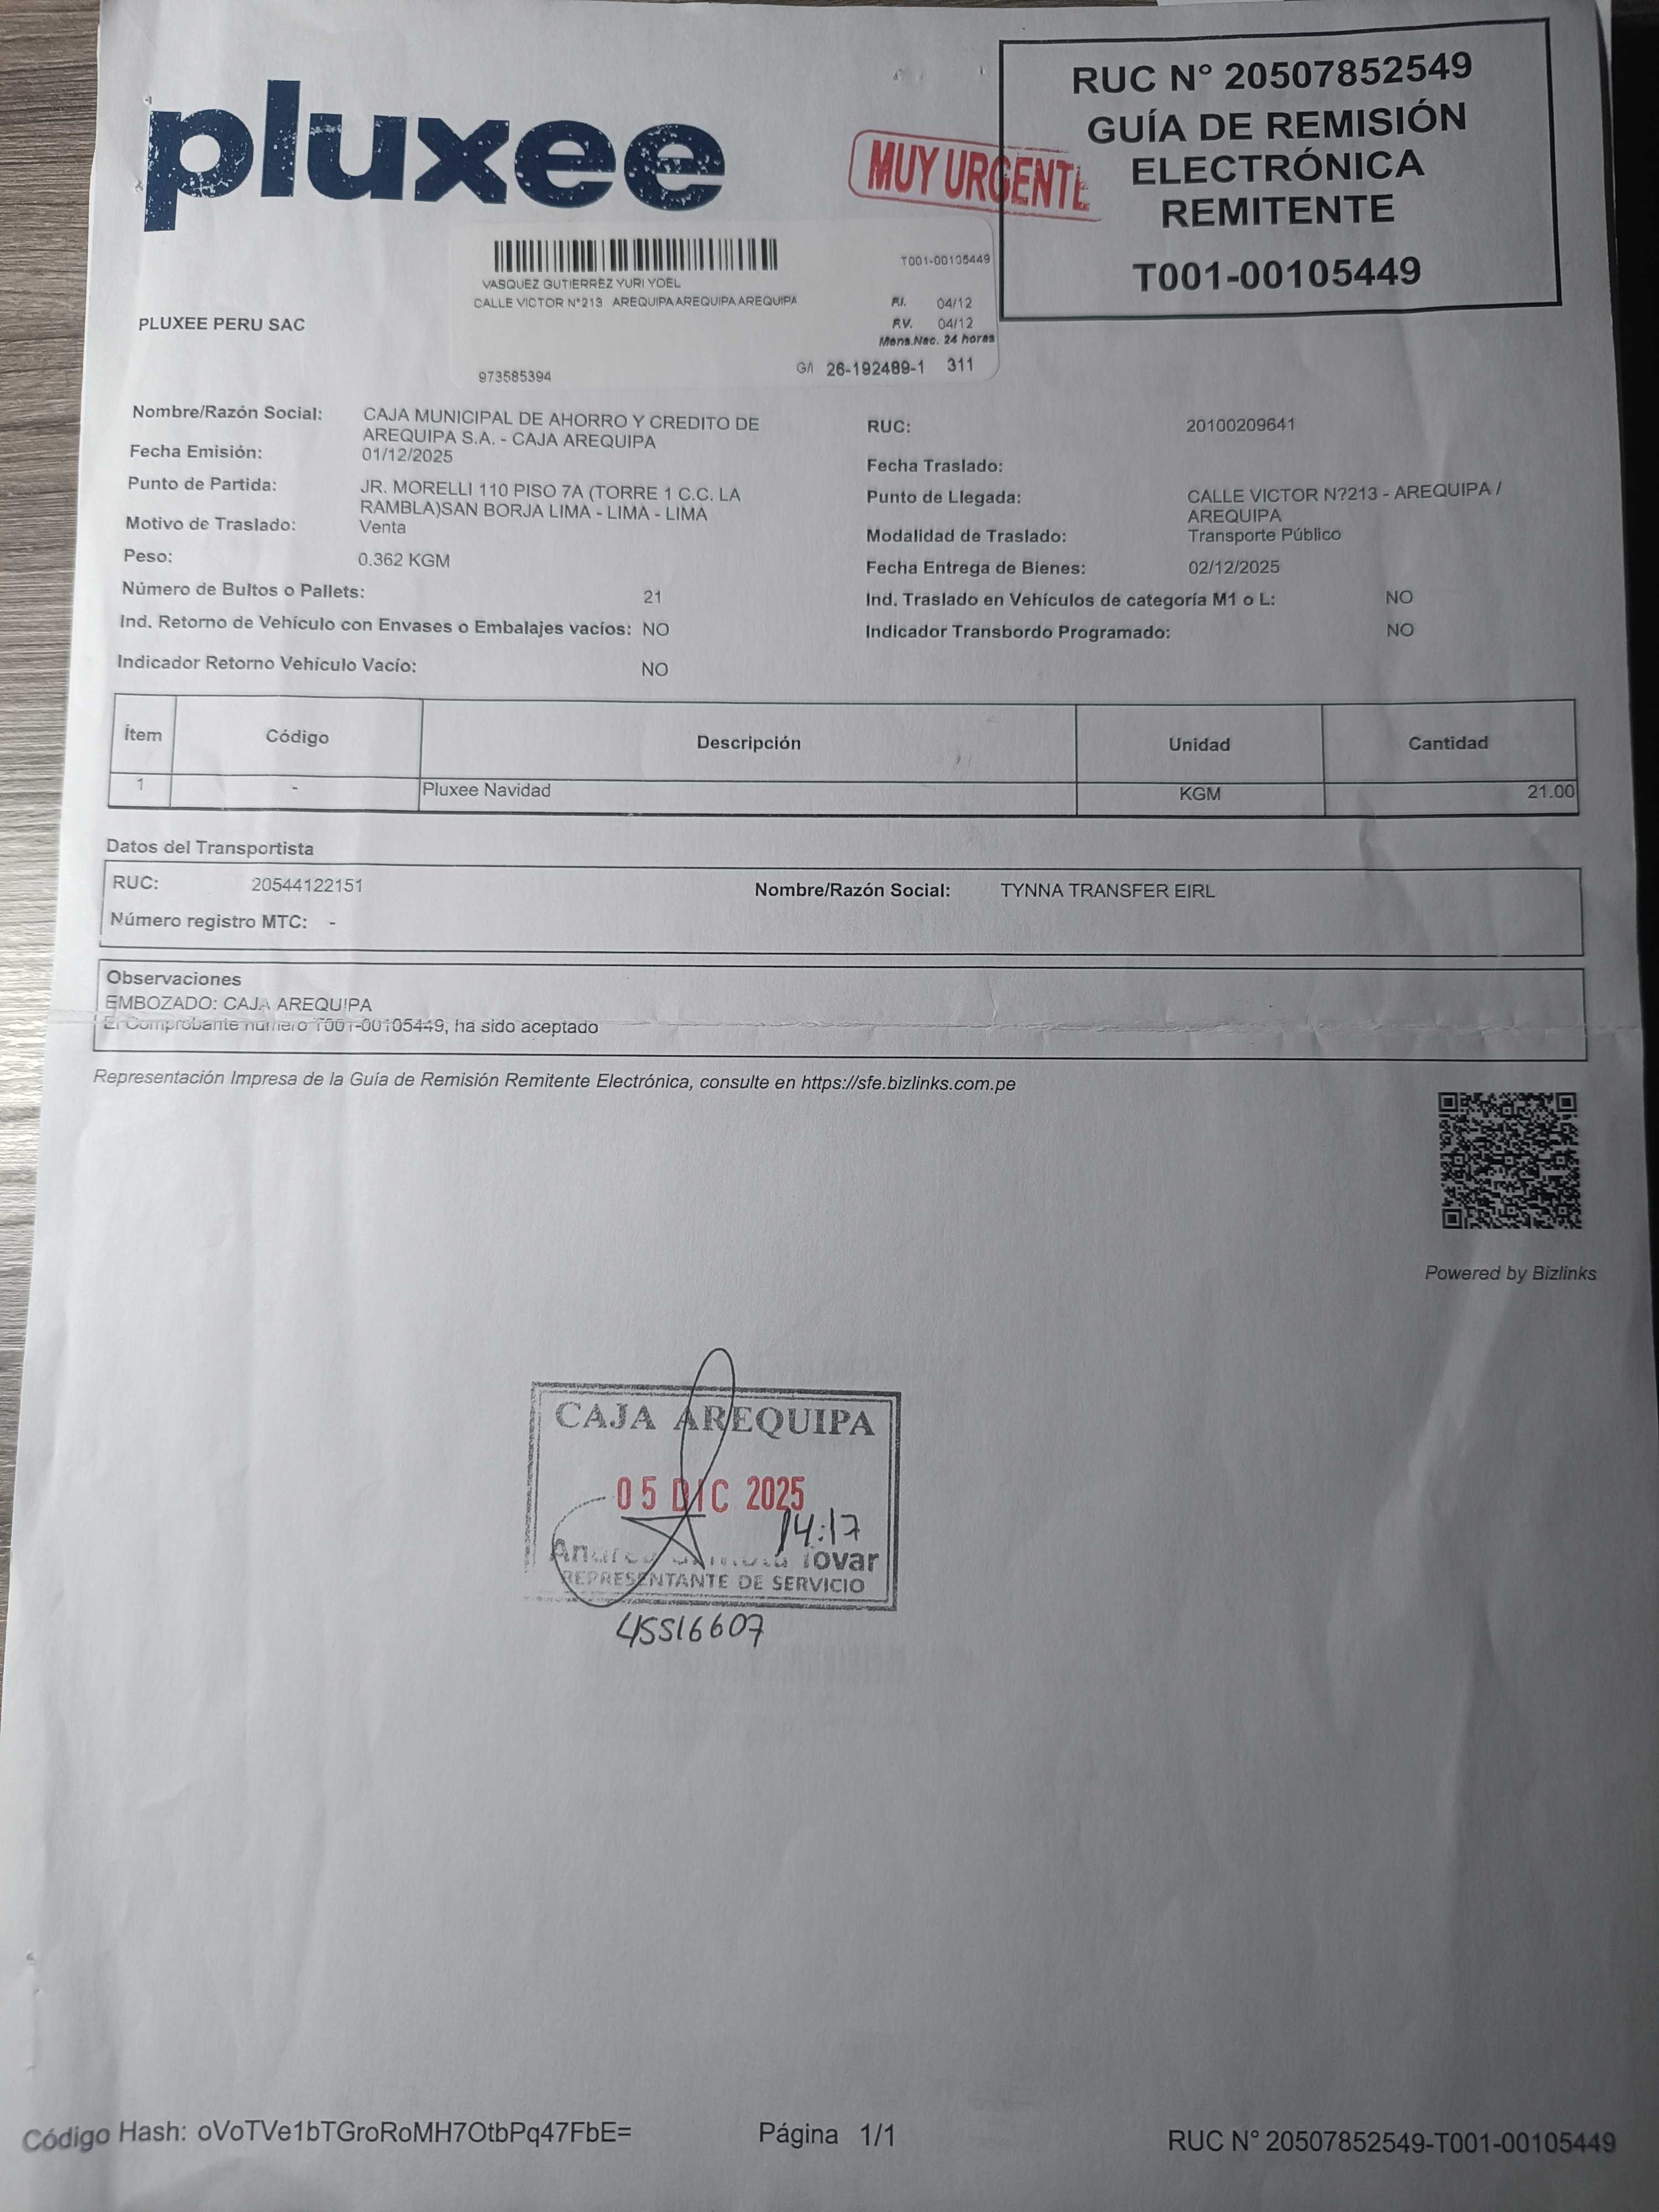 pluxee
MUY URGENTE
RUC N° 20507852549
GUÍA DE REMISIÓN
ELECTRÓNICA
REMITENTE
T001-00105449
T001-00105449
VASQUEZ GUTIERREZ YURI YOEL
CALLE VICTOR N°213 AREQUIPAAREQUIPAAREQUIPA
F.I. 04/12
F.V. 04/12
Mens.Nac. 24 horas
973585394
G/I 26-192489-1 311
PLUXEE PERU SAC
Nombre/Razón Social: CAJA MUNICIPAL DE AHORRO Y CREDITO DE
AREQUIPA S.A. - CAJA AREQUIPA
RUC: 20100209641
Fecha Emisión: 01/12/2025
Fecha Traslado:
Punto de Partida: JR. MORELLI 110 PISO 7A (TORRE 1 C.C. LA
RAMBLA)SAN BORJA LIMA - LIMA - LIMA
Punto de Llegada: CALLE VICTOR N?213 - AREQUIPA /
AREQUIPA
Motivo de Traslado: Venta
Modalidad de Traslado: Transporte Público
Peso: 0.362 KGM
Fecha Entrega de Bienes: 02/12/2025
Número de Bultos o Pallets: 21
Ind. Traslado en Vehículos de categoría M1 o L: NO
Ind. Retorno de Vehículo con Envases o Embalajes vacíos: NO
Indicador Transbordo Programado: NO
Indicador Retorno Vehículo Vacío: NO
Ítem Código Descripción Unidad Cantidad
1 - Pluxee Navidad KGM 21.00
Datos del Transportista
RUC: 20544122151 Nombre/Razón Social: TYNNA TRANSFER EIRL
Número registro MTC: -
Observaciones
EMBOZADO: CAJA AREQUIPA
El Comprobante numero T001-00105449, ha sido aceptado
Representación Impresa de la Guía de Remisión Remitente Electrónica, consulte en https://sfe.bizlinks.com.pe
Powered by Bizlinks
CAJA AREQUIPA
05 DIC 2025
14:17
Tovar
REPRESENTANTE DE SERVICIO
45516607
Código Hash: oVoTVe1bTGroRoMH7OtbPq47FbE=
Página 1/1
RUC N° 20507852549-T001-00105449